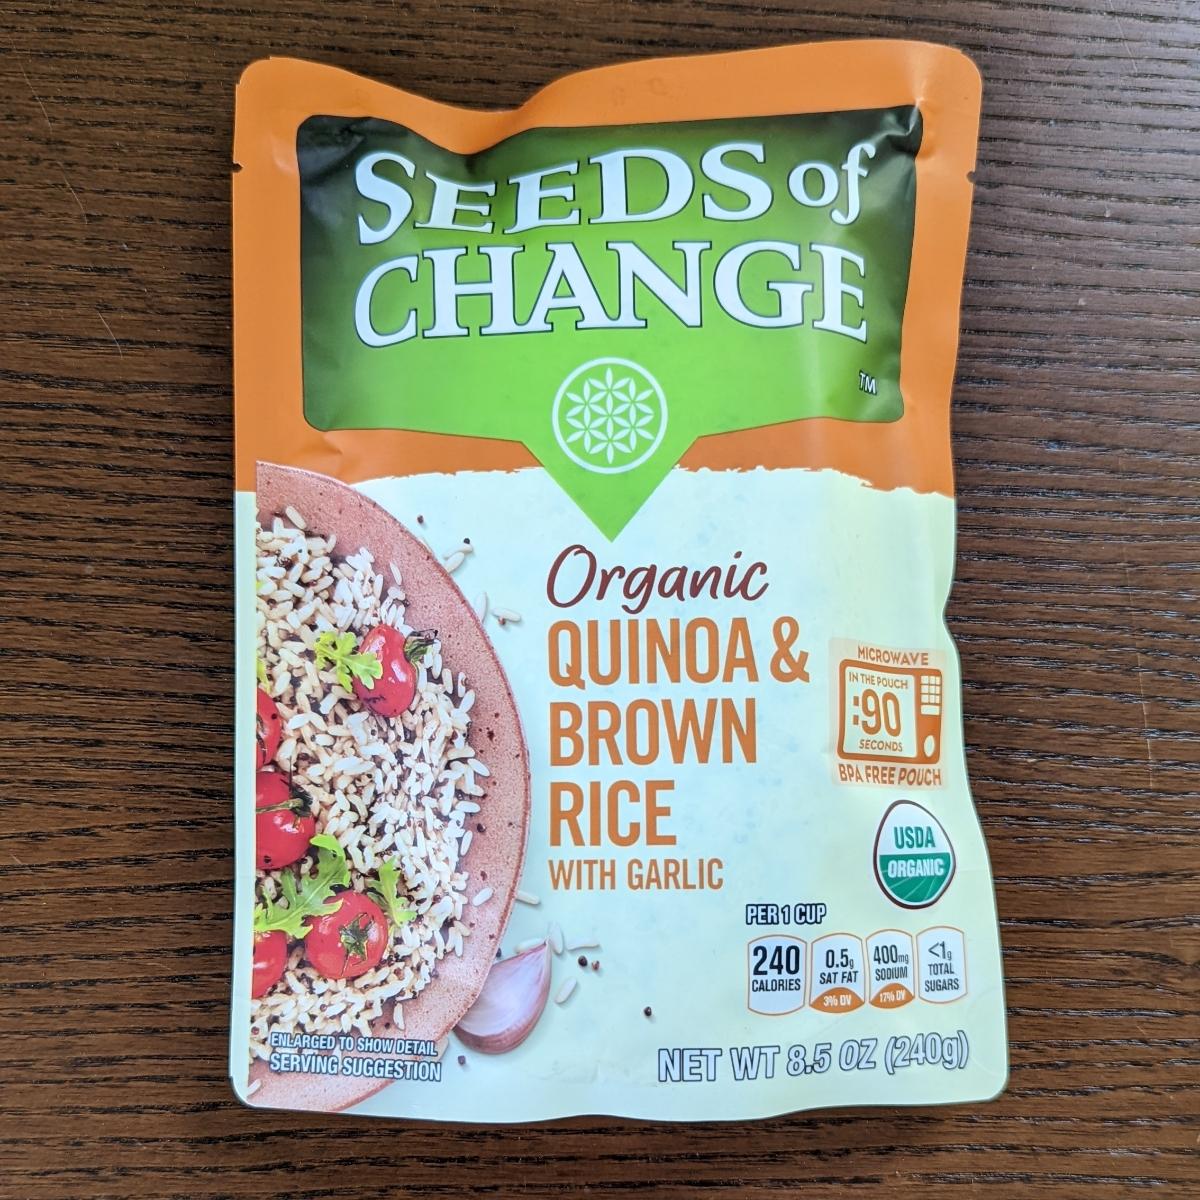 SEEDS of
CHANGE
TM
Organic
QUINOA &
BROWN
RICE
WITH GARLIC
MICROWAVE
IN THE POUCH
:90
SECONDS
BPA FREE POUCH
USDA
ORGANIC
PER 1 CUP
240
CALORIES
0.5g
SAT FAT
3% DV
400mg
SODIUM
17% DV
<1g
TOTAL
SUGARS
ENLARGED TO SHOW DETAIL
SERVING SUGGESTION
NET WT 8.5 OZ (240g)